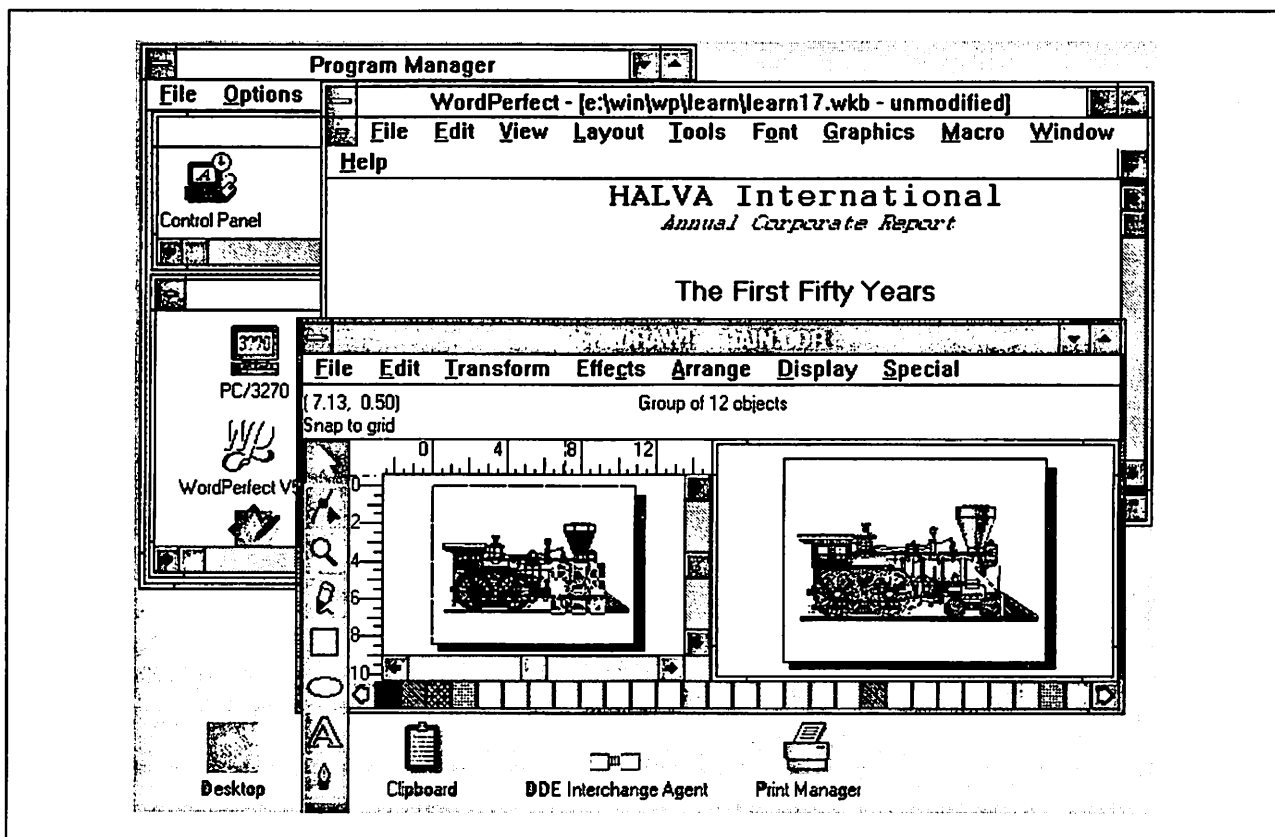 Program Manager
File Options
Control Panel
3270
PC/3270
WordPerfect V5
WordPerfect - [e:\win\wp\learn\learn17.wkb - unmodified]
File Edit View Layout Tools Font Graphics Macro Window
Help
HALVA International
Annual Corporate Report
The First Fifty Years
File Edit Transform Effects Arrange Display Special
(7.13, 0.50) Group of 12 objects
Snap to grid
0 4 8 12
0
2
4
6
8
10
Desktop
Clipboard
DDE Interchange Agent
Print Manager